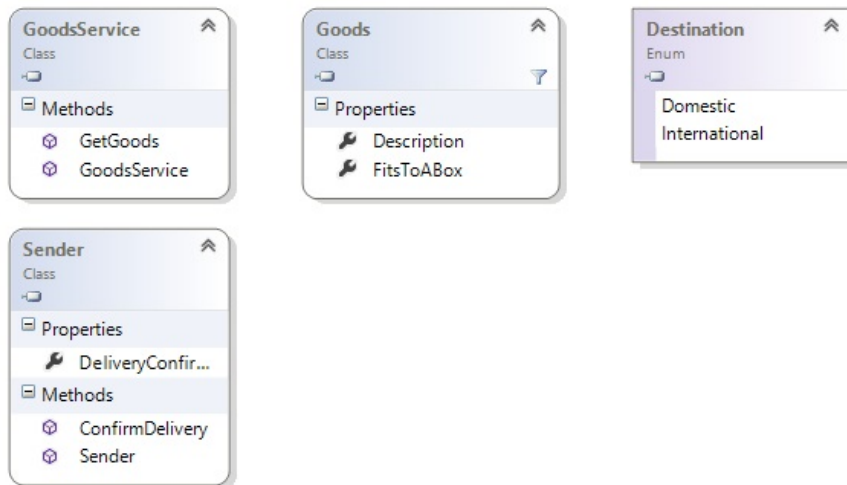 GoodsService
Class
Methods
GetGoods
GoodsService
Goods
Class
Properties
Description
FitsToABox
Destination
Enum
Domestic
International
Sender
Class
Properties
DeliveryConfir...
Methods
ConfirmDelivery
Sender